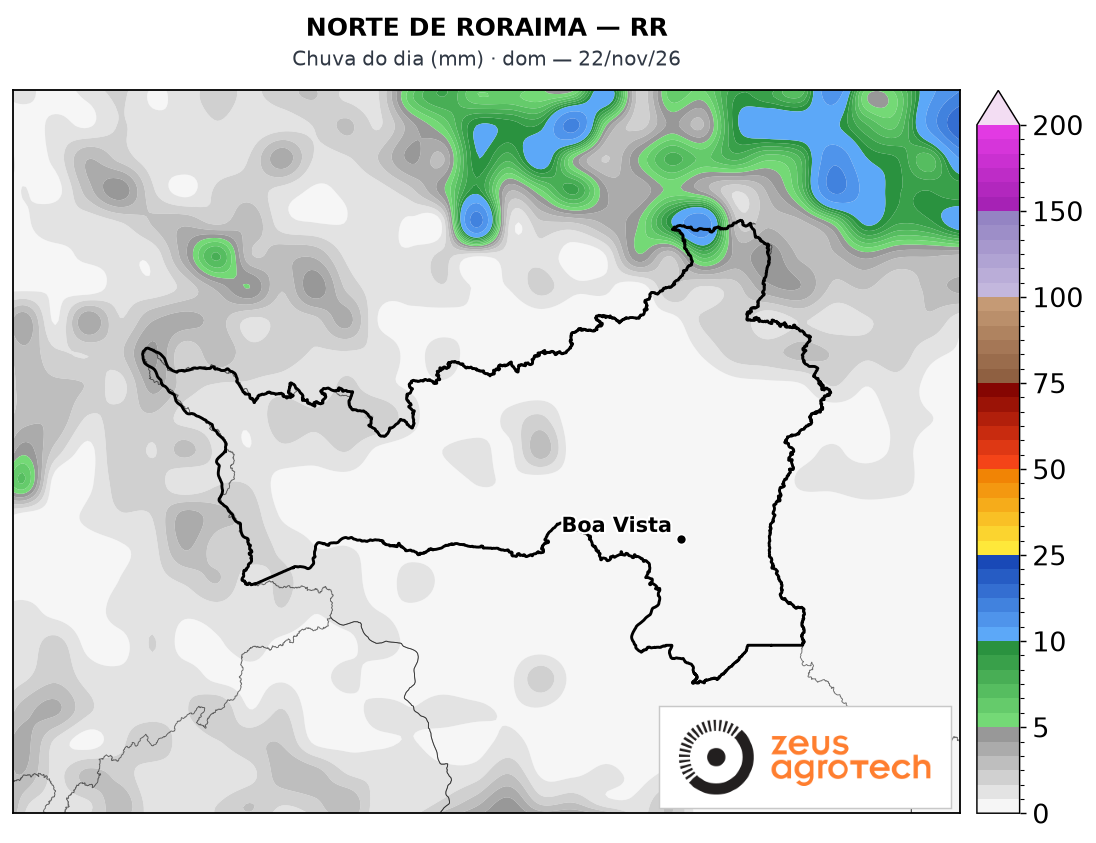 NORTE DE RORAIMA — RR
Chuva do dia (mm) · dom — 22/nov/26
200
150
100
75
50
25
10
5
0
Boa Vista
zeus
agrotech